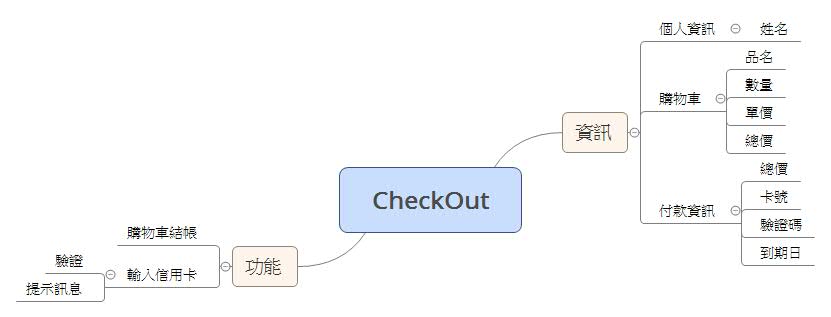 CheckOut
資訊
個人資訊
姓名
購物車
品名
數量
單價
總價
付款資訊
總價
卡號
驗證碼
到期日
功能
購物車結帳
輸入信用卡
驗證
提示訊息